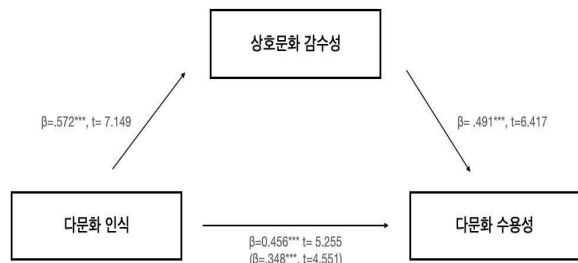 상호문화 감수성
β=.572***, t= 7.149
β= .491***, t=6.417
다문화 인식
다문화 수용성
β=0.456*** t= 5.255
(β=.348***, t=4.551)